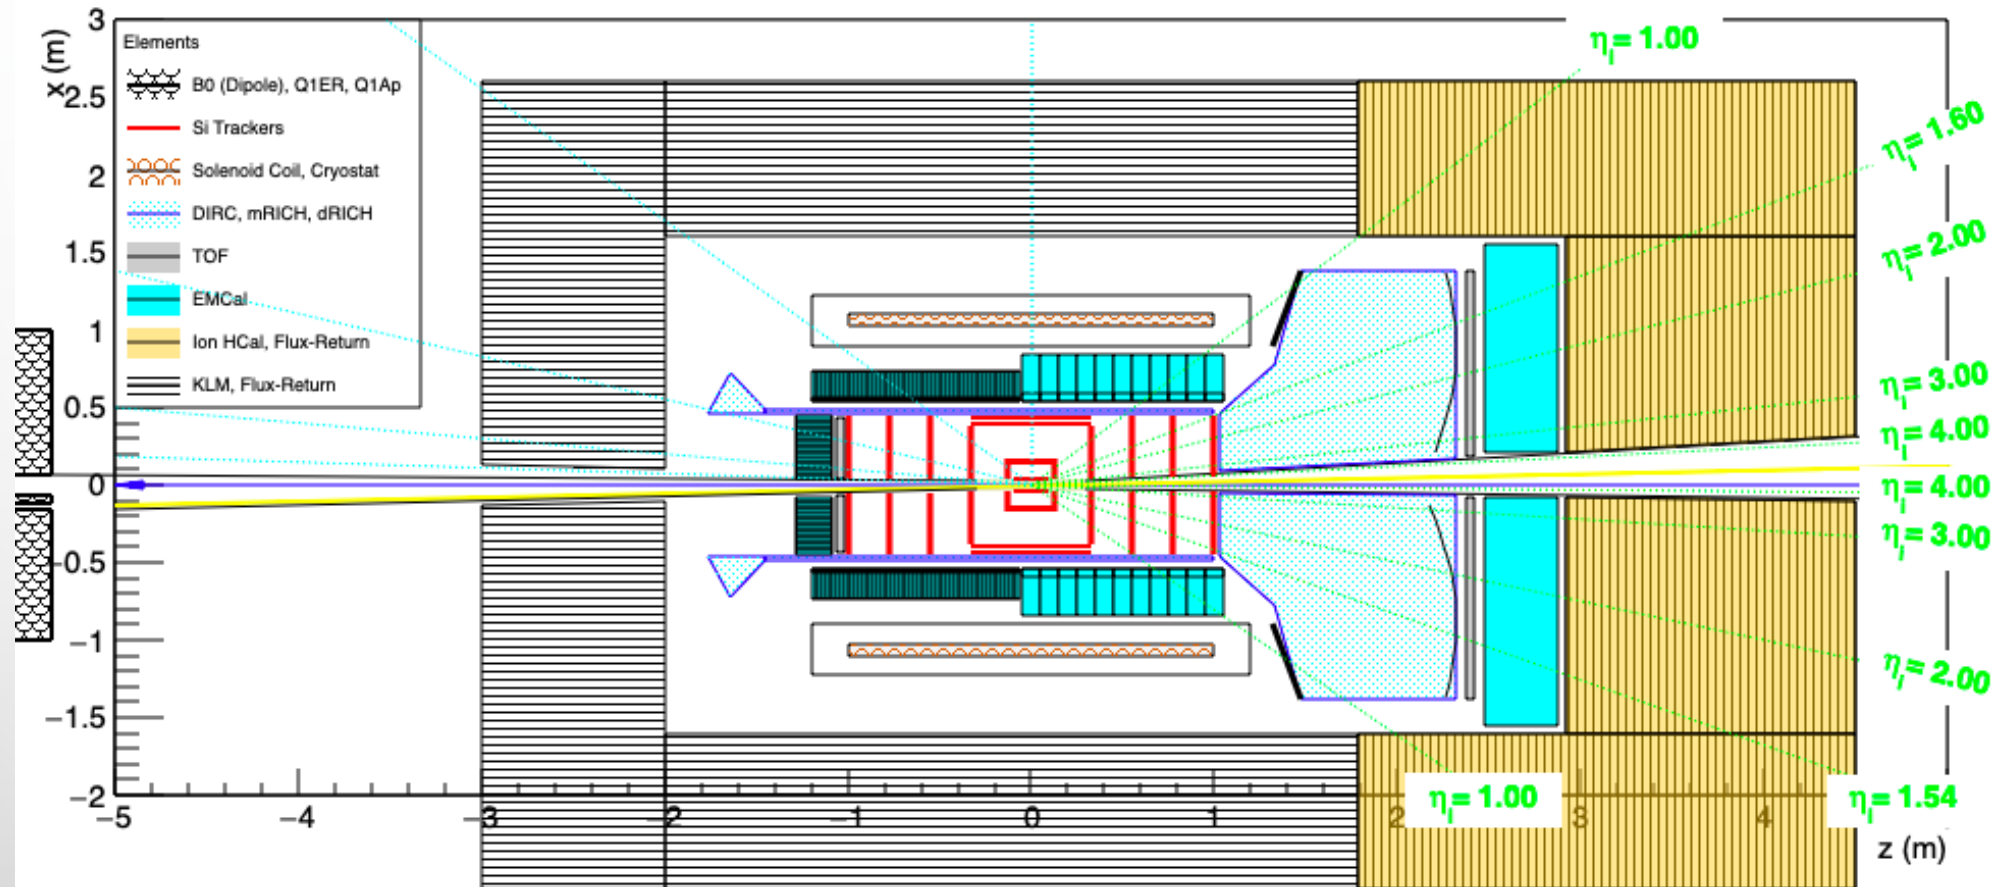 3
x (m)
2.5
2
1.5
1
0.5
0
−0.5
−1
−1.5
−2
Elements
B0 (Dipole), Q1ER, Q1Ap
Si Trackers
Solenoid Coil, Cryostat
DIRC, mRICH, dRICH
TOF
EMCal
Ion HCal, Flux-Return
KLM, Flux-Return
ηᵢ= 1.00
ηᵢ= 1.60
ηᵢ= 2.00
ηᵢ= 3.00
ηᵢ= 4.00
ηᵢ= 4.00
ηᵢ= 3.00
ηᵢ= 2.00
ηᵢ= 1.54
ηᵢ= 1.00
−5
−4
−3
−2
−1
0
1
2
3
4
z (m)